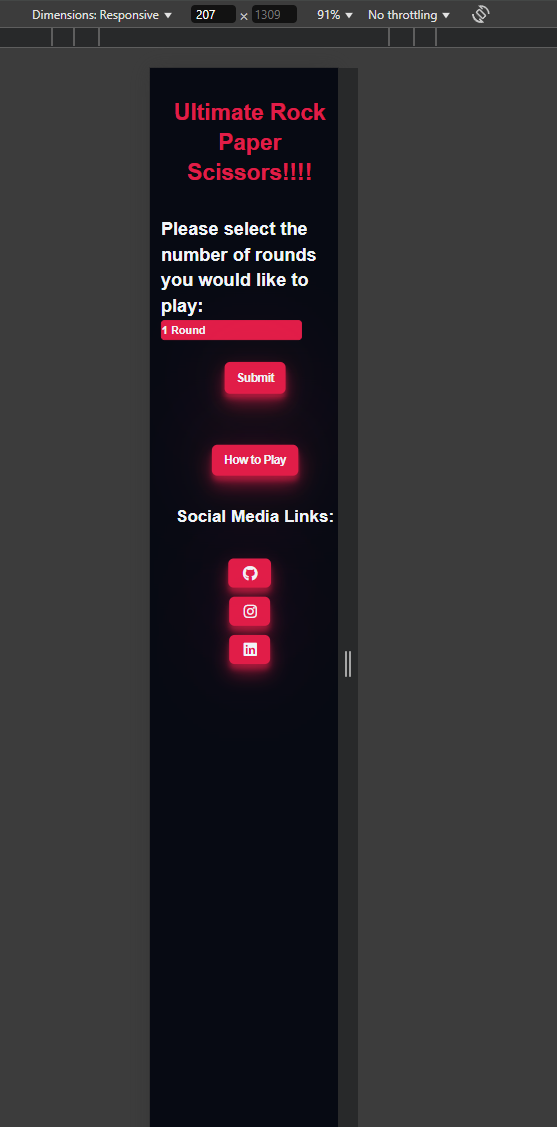 Dimensions: Responsive ▼ 207 × 1309 91% ▼ No throttling ▼
Ultimate Rock
Paper
Scissors!!!!
Please select the
number of rounds
you would like to
play:
1 Round
Submit
How to Play
Social Media Links:
in